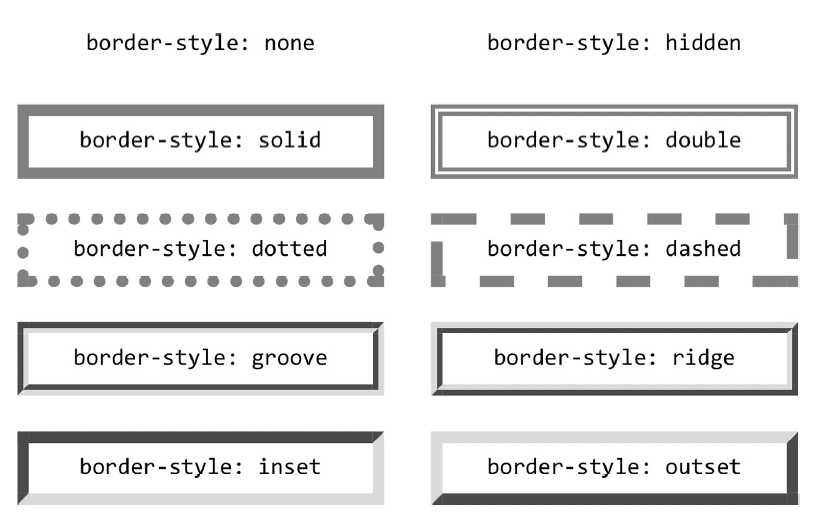 border-style: none
border-style: hidden
border-style: solid
border-style: double
border-style: dotted
border-style: dashed
border-style: groove
border-style: ridge
border-style: inset
border-style: outset